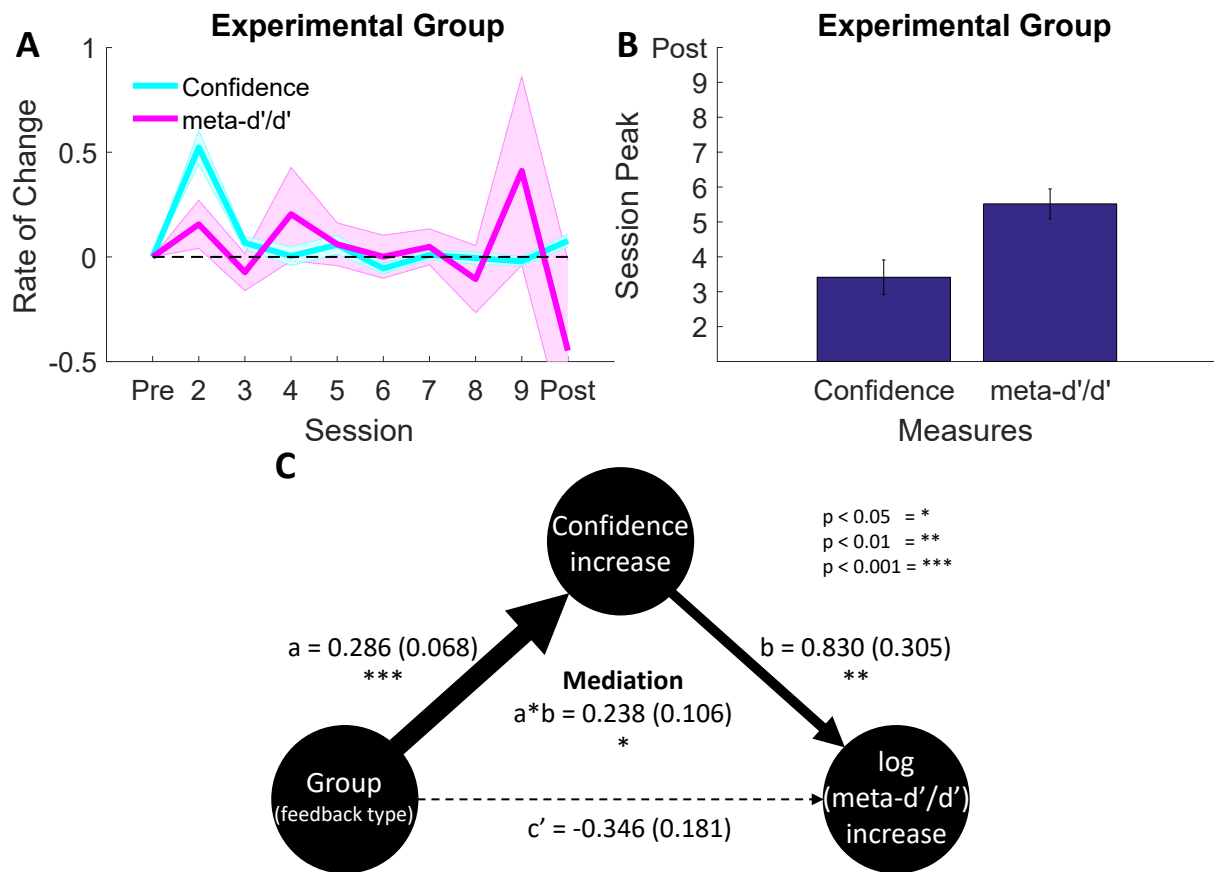 A
Experimental Group
1
0.5
0
-0.5
Rate of Change
Confidence
meta-d'/d'
Pre 2 3 4 5 6 7 8 9 Post
Session
B
Experimental Group
Post
9
8
7
6
5
4
3
2
Session Peak
Confidence meta-d'/d'
Measures
C
Confidence
increase
p < 0.05 = *
p < 0.01 = **
p < 0.001 = ***
a = 0.286 (0.068)
***
b = 0.830 (0.305)
**
Mediation
a*b = 0.238 (0.106)
*
Group
(feedback type)
log
(meta-d’/d’)
increase
c’ = -0.346 (0.181)